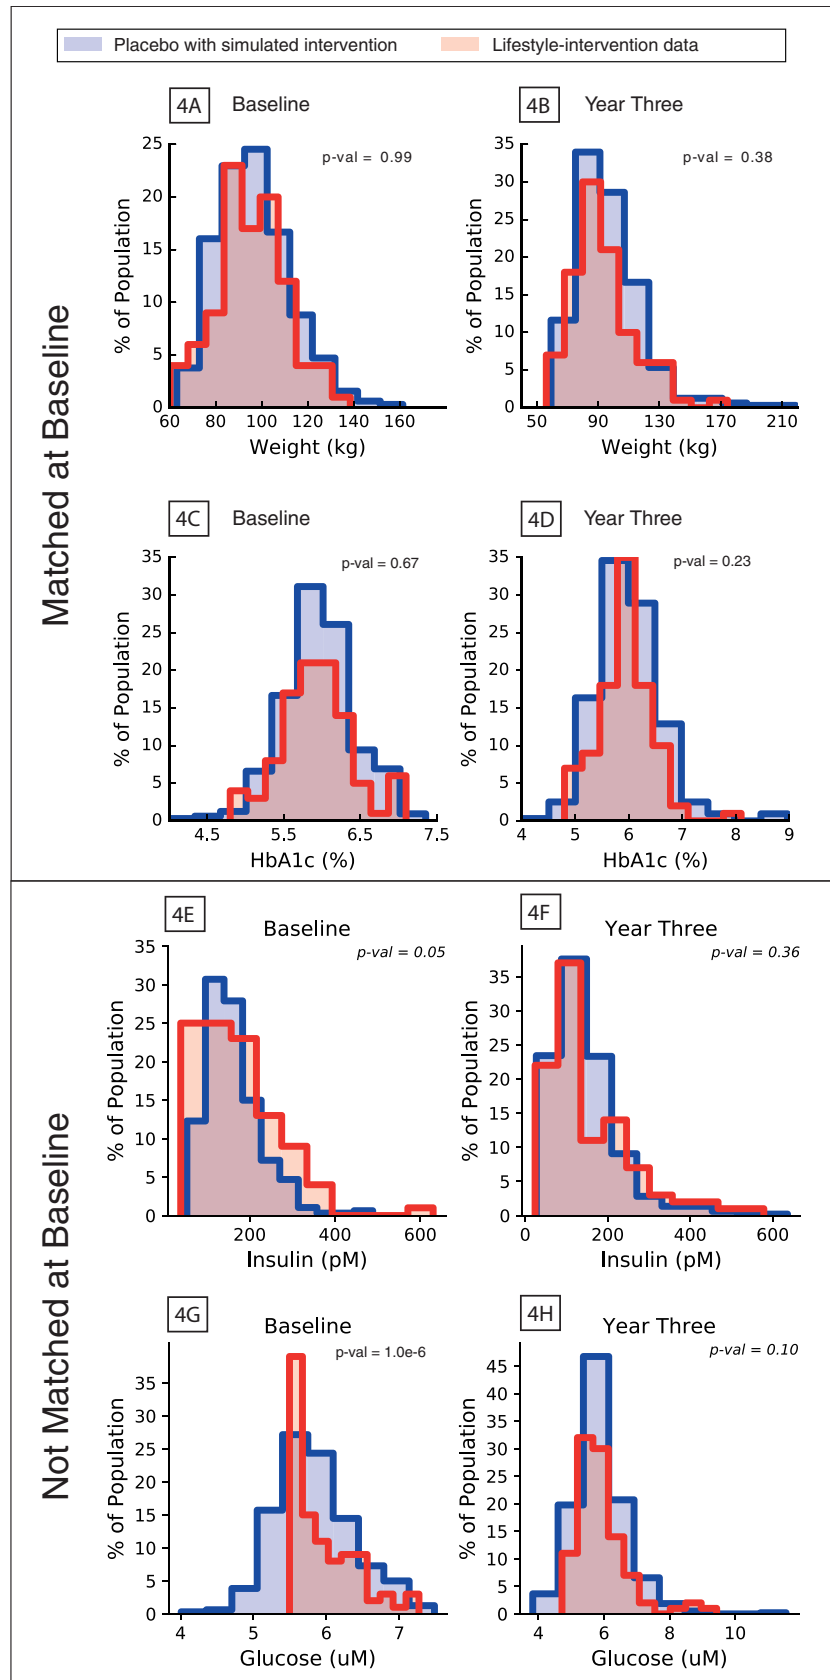 Placebo with simulated intervention Lifestyle-intervention data
Matched at Baseline
4A Baseline
p-val = 0.99
% of Population
25
20
15
10
5
0
60 80 100 120 140 160
Weight (kg)
4B Year Three
p-val = 0.38
% of Population
35
30
25
20
15
10
5
0
50 90 130 170 210
Weight (kg)
4C Baseline
p-val = 0.67
% of Population
35
30
25
20
15
10
5
0
4.5 5.5 6.5 7.5
HbA1c (%)
4D Year Three
p-val = 0.23
% of Population
35
30
25
20
15
10
5
0
4 5 6 7 8 9
HbA1c (%)
Not Matched at Baseline
4E Baseline
p-val = 0.05
% of Population
35
30
25
20
15
10
5
0
200 400 600
Insulin (pM)
4F Year Three
p-val = 0.36
% of Population
35
30
25
20
15
10
5
0
0 200 400 600
Insulin (pM)
4G Baseline
p-val = 1.0e-6
% of Population
35
30
25
20
15
10
5
0
4 5 6 7
Glucose (uM)
4H Year Three
p-val = 0.10
% of Population
45
40
35
30
25
20
15
10
5
0
4 6 8 10
Glucose (uM)